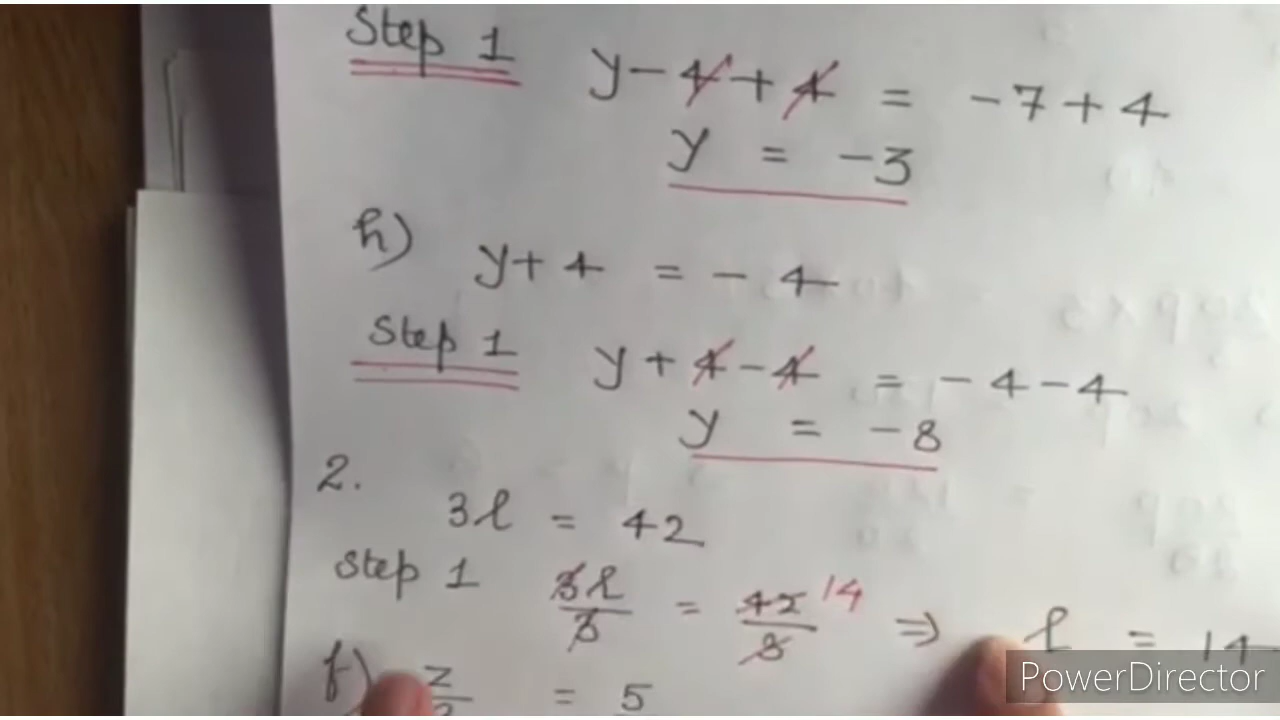 Step 1 y - 4 + 4 = -7 + 4
y = -3
h) y + 4 = -4
Step 1 y + 4 - 4 = -4 - 4
y = -8
2.
3l = 42
Step 1 3l/3 = 42/3 14 ⇒ l = 14
f) z/ = 5
PowerDirector